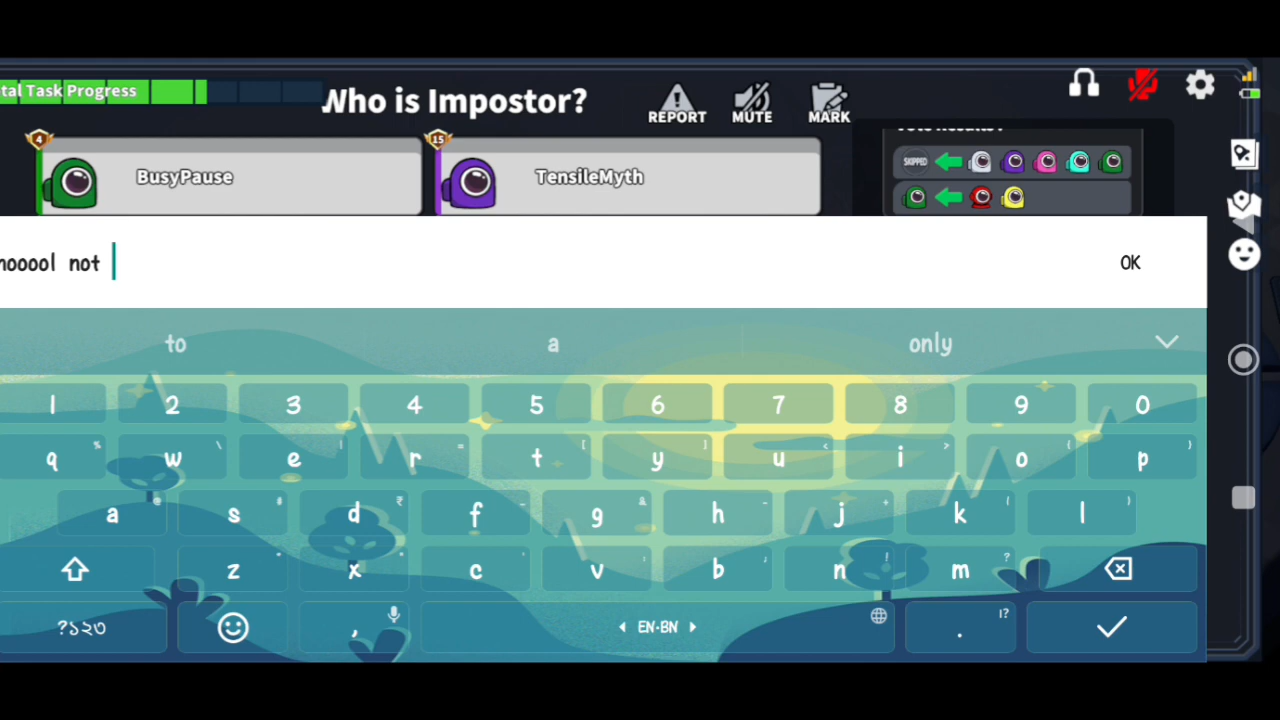 tal Task Progress
Who is Impostor?
REPORT MUTE MARK
4 BusyPause
15 TensileMyth
SKIPPED
nooool not
OK
to a only
1 2 3 4 5 6 7 8 9 0
q w e r t y u i o p
a s d f g h j k l
z x c v b n m
?১২৩ , EN·BN . !?